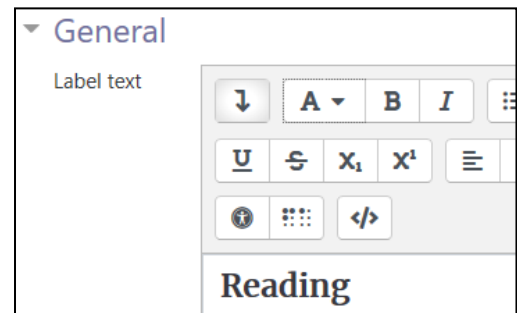 General
Label text
A B I
U S X₁ X¹
</>
Reading